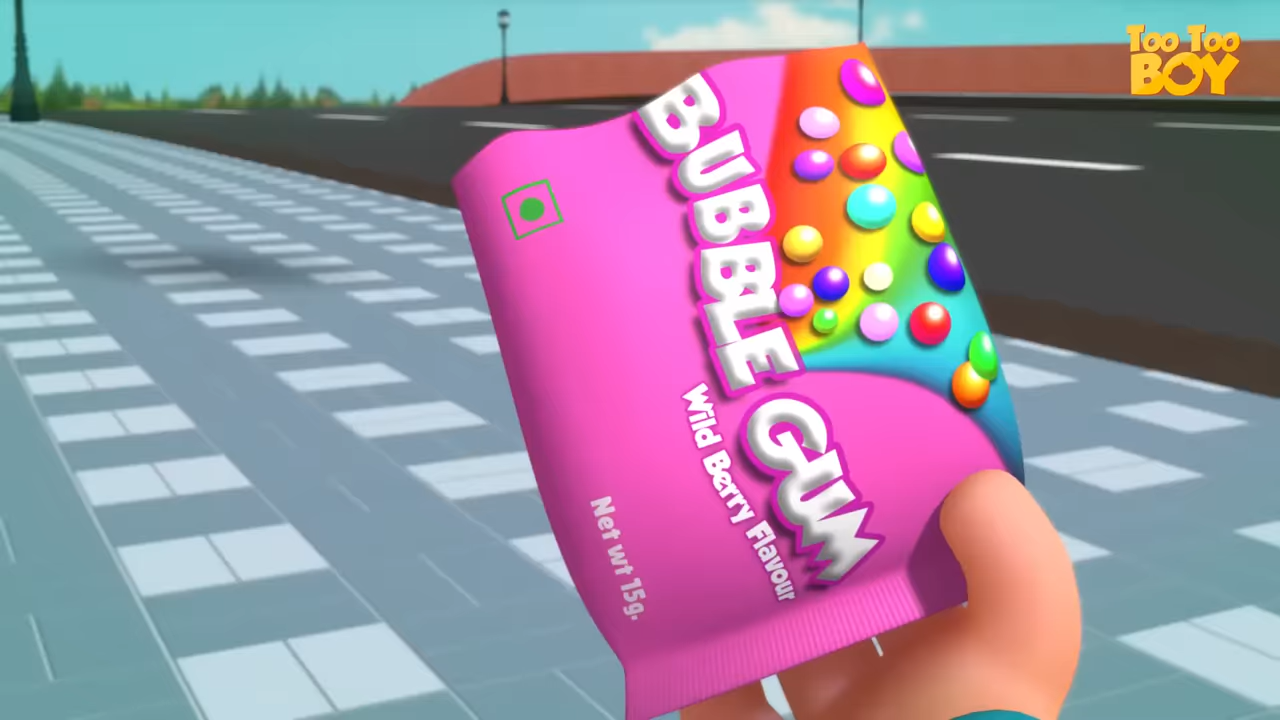 Too Too
BOY
BUBBLE GUM
Wild Berry Flavour
Net wt 15g.